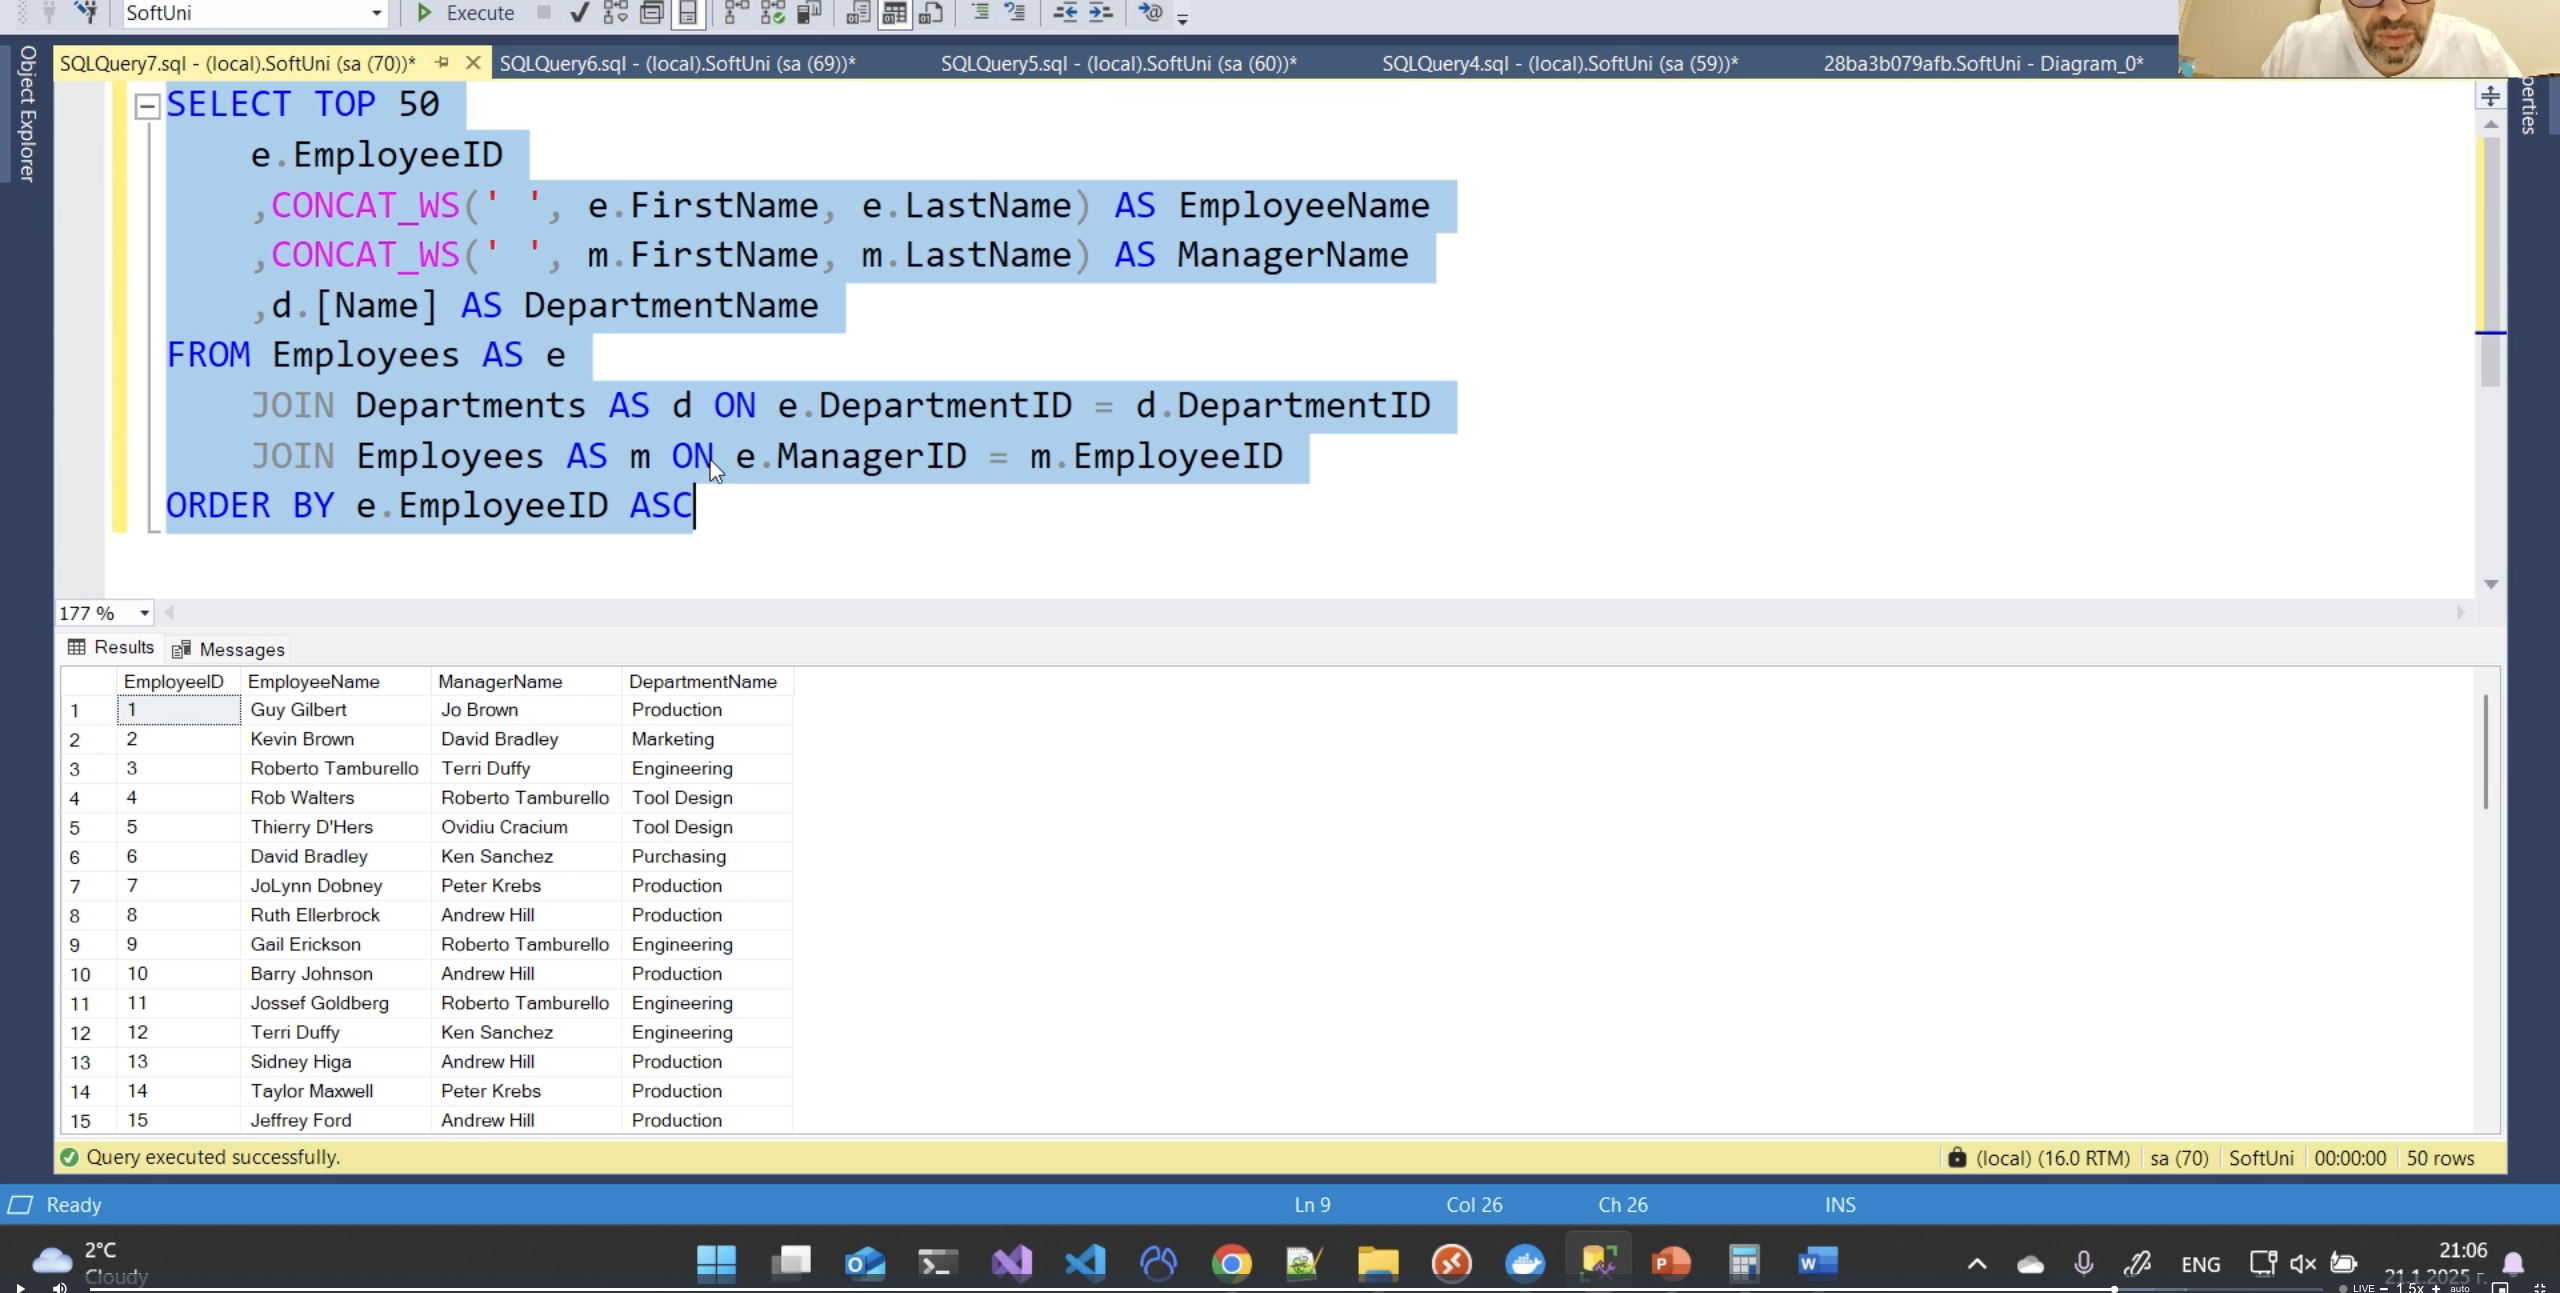 SoftUni
Execute
Object Explorer
SQLQuery7.sql - (local).SoftUni (sa (70))*
SQLQuery6.sql - (local).SoftUni (sa (69))*
SQLQuery5.sql - (local).SoftUni (sa (60))*
SQLQuery4.sql - (local).SoftUni (sa (59))*
28ba3b079afb.SoftUni - Diagram_0*
perties
SELECT TOP 50
e.EmployeeID
,CONCAT_WS(' ', e.FirstName, e.LastName) AS EmployeeName
,CONCAT_WS(' ', m.FirstName, m.LastName) AS ManagerName
,d.[Name] AS DepartmentName
FROM Employees AS e
JOIN Departments AS d ON e.DepartmentID = d.DepartmentID
JOIN Employees AS m ON e.ManagerID = m.EmployeeID
ORDER BY e.EmployeeID ASC
177 %
Results Messages
EmployeeID EmployeeName ManagerName DepartmentName
1 1 Guy Gilbert Jo Brown Production
2 2 Kevin Brown David Bradley Marketing
3 3 Roberto Tamburello Terri Duffy Engineering
4 4 Rob Walters Roberto Tamburello Tool Design
5 5 Thierry D'Hers Ovidiu Cracium Tool Design
6 6 David Bradley Ken Sanchez Purchasing
7 7 JoLynn Dobney Peter Krebs Production
8 8 Ruth Ellerbrock Andrew Hill Production
9 9 Gail Erickson Roberto Tamburello Engineering
10 10 Barry Johnson Andrew Hill Production
11 11 Jossef Goldberg Roberto Tamburello Engineering
12 12 Terri Duffy Ken Sanchez Engineering
13 13 Sidney Higa Andrew Hill Production
14 14 Taylor Maxwell Peter Krebs Production
15 15 Jeffrey Ford Andrew Hill Production
Query executed successfully.
(local) (16.0 RTM) sa (70) SoftUni 00:00:00 50 rows
Ready Ln 9 Col 26 Ch 26 INS
2°C
Cloudy
ENG
21:06
21.1.2025 г.
LIVE − 1.5x + auto